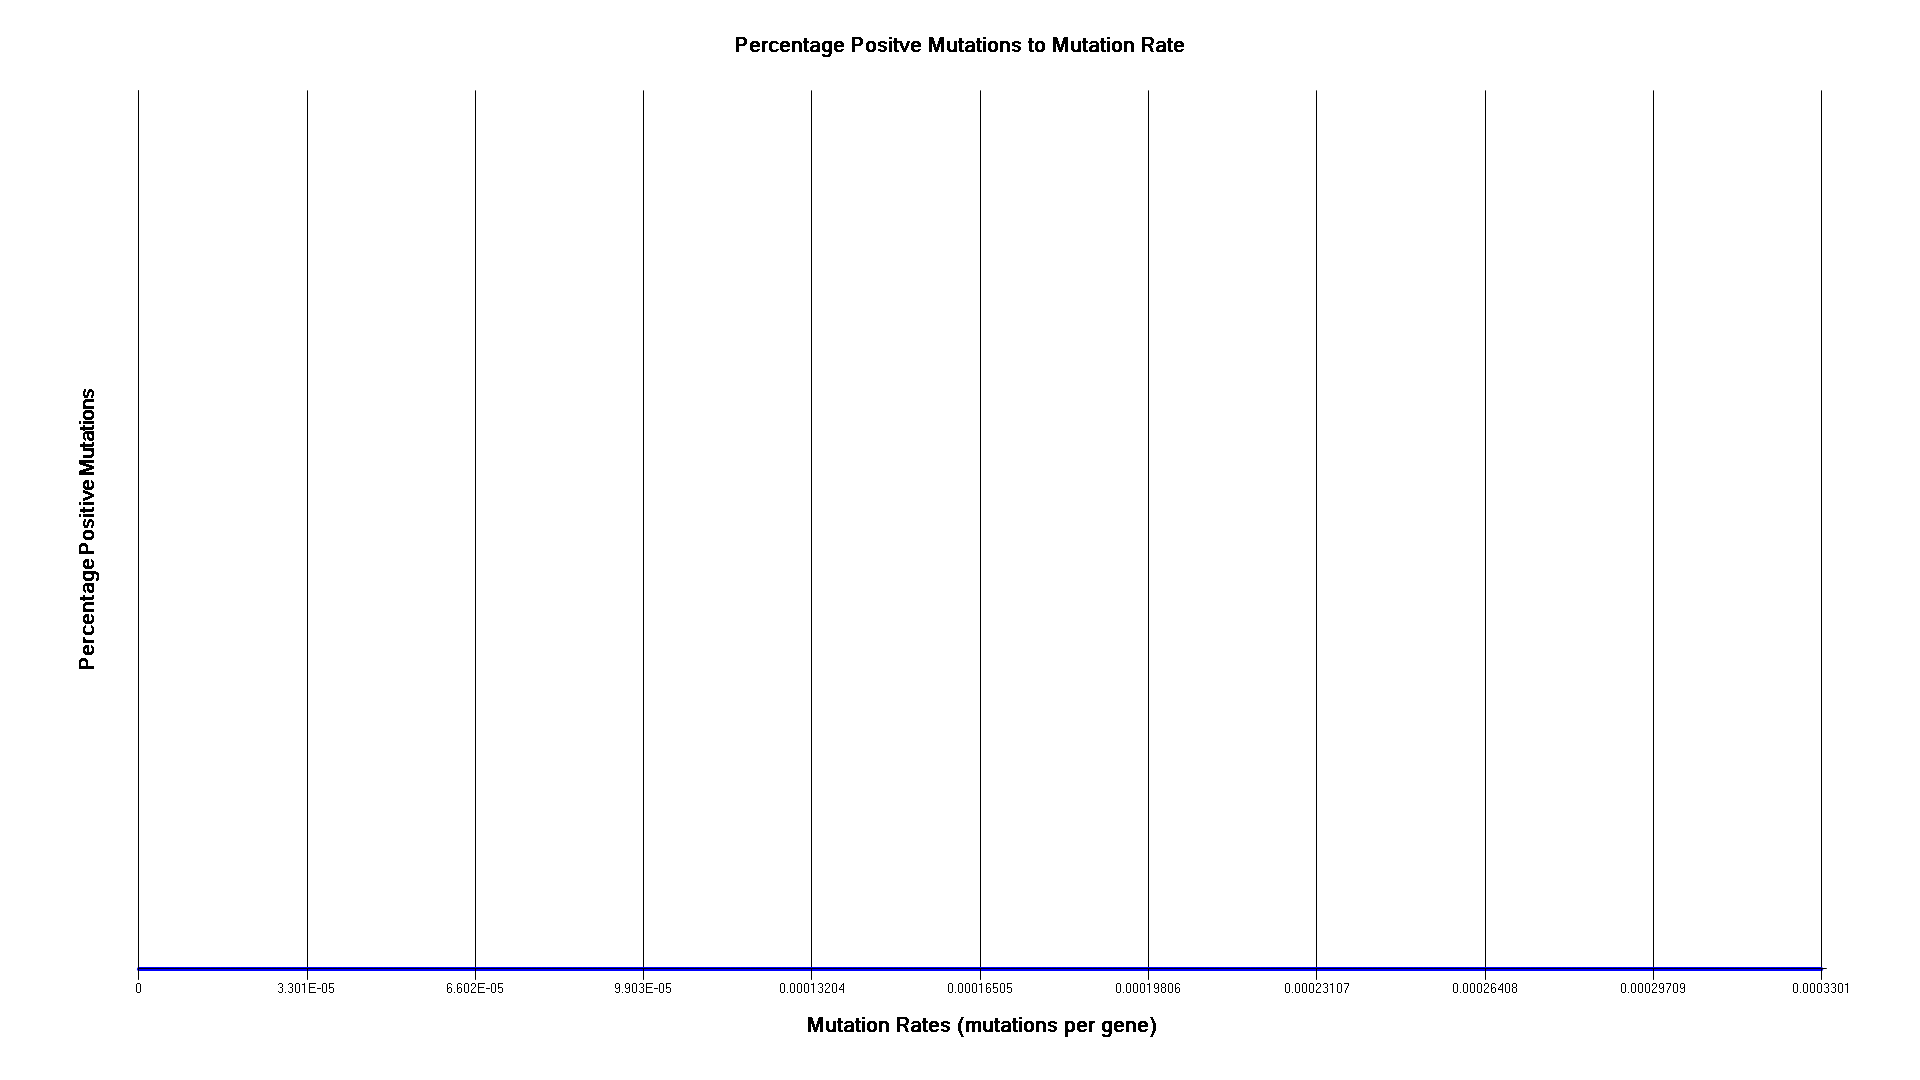 Percentage Positve Mutations to Mutation Rate
Percentage Positive Mutations
0 3.301E-05 6.602E-05 9.903E-05 0.00013204 0.00016505 0.00019806 0.00023107 0.00026408 0.00029709 0.0003301
Mutation Rates (mutations per gene)